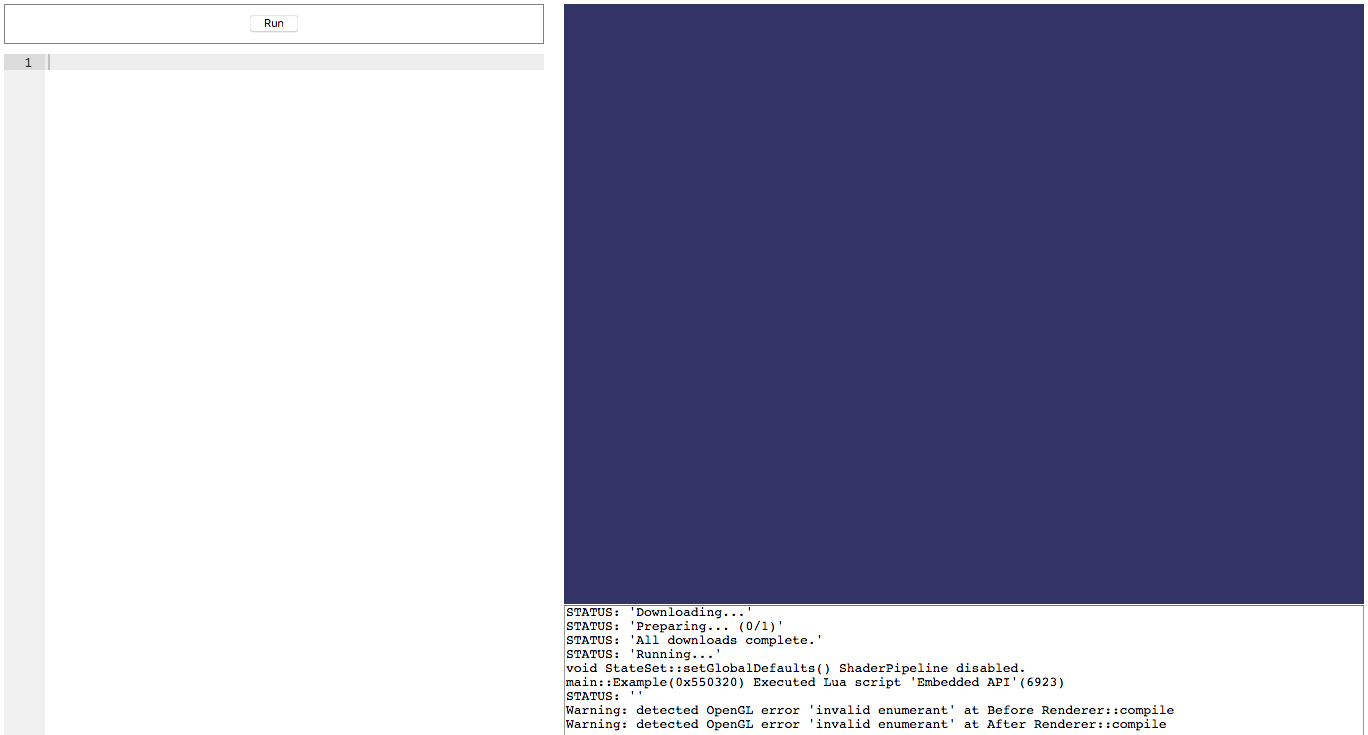 Run
1
STATUS: 'Downloading...'
STATUS: 'Preparing... (0/1)'
STATUS: 'All downloads complete.'
STATUS: 'Running...'
void StateSet::setGlobalDefaults() ShaderPipeline disabled.
main::Example(0x550320) Executed Lua script 'Embedded API'(6923)
STATUS: ''
Warning: detected OpenGL error 'invalid enumerant' at Before Renderer::compile
Warning: detected OpenGL error 'invalid enumerant' at After Renderer::compile